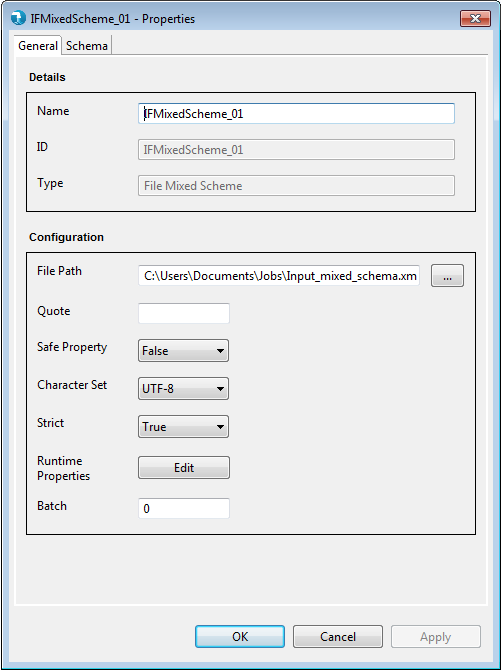 IFMixedScheme_01 - Properties
General Schema
Details
Name IFMixedScheme_01
ID IFMixedScheme_01
Type File Mixed Scheme
Configuration
File Path C:\Users\Documents\Jobs\Input_mixed_schema.xm ...
Quote
Safe Property False
Character Set UTF-8
Strict True
Runtime
Properties Edit
Batch 0
OK Cancel Apply